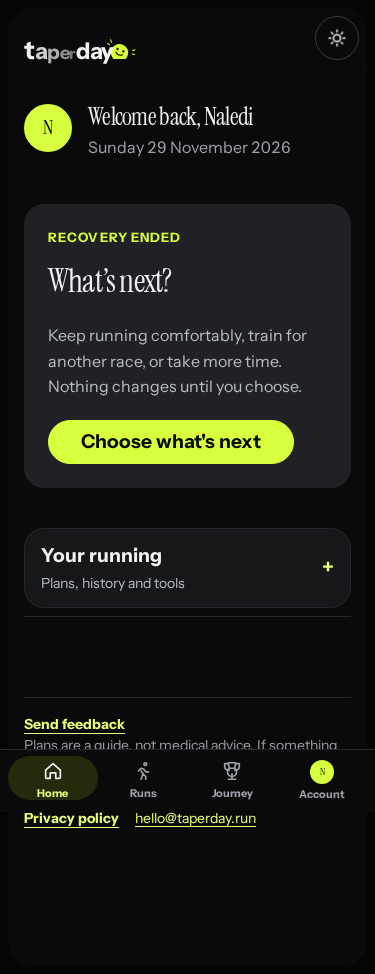 taperday
N
Welcome back, Naledi
Sunday 29 November 2026
RECOVERY ENDED
What's next?
Keep running comfortably, train for
another race, or take more time.
Nothing changes until you choose.
Choose what's next
Your running
Plans, history and tools
+
Send feedback
Plans are a guide, not medical advice. If something
Home
Runs
Journey
N
Account
Privacy policy
hello@taperday.run